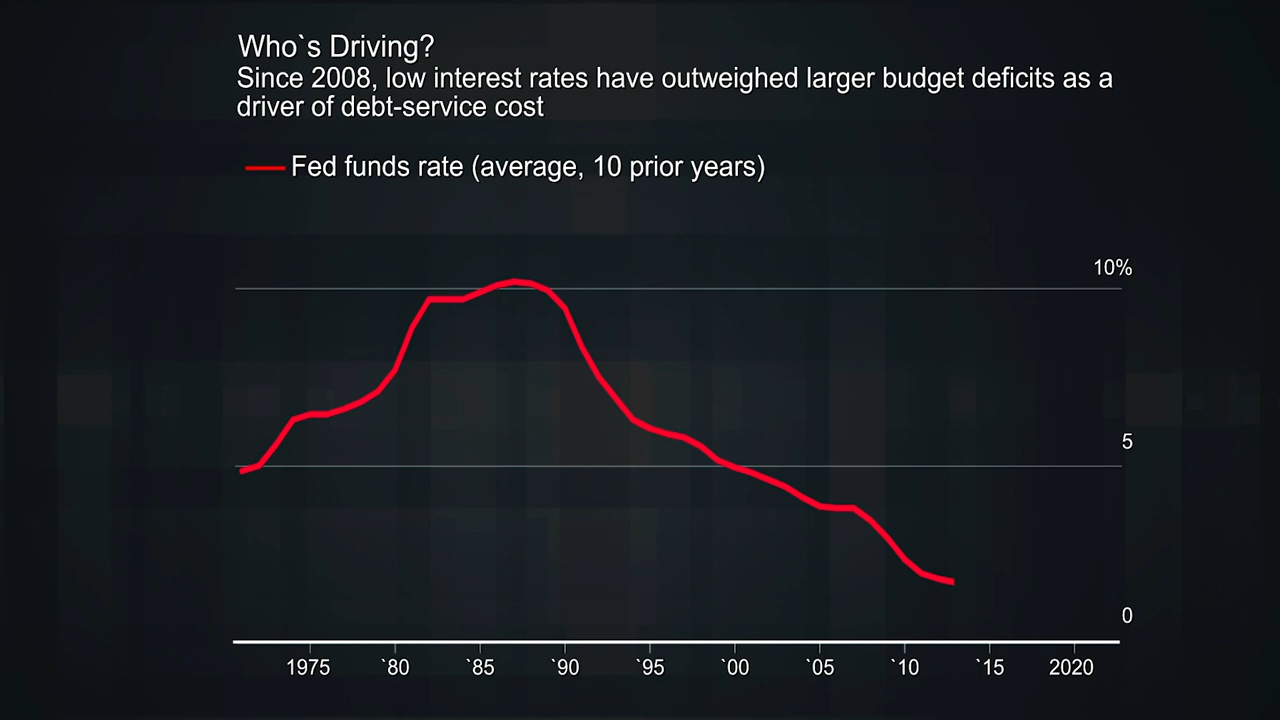 Who`s Driving?
Since 2008, low interest rates have outweighed larger budget deficits as a
driver of debt-service cost
Fed funds rate (average, 10 prior years)
10%
5
0
1975 `80 `85 `90 `95 `00 `05 `10 `15 2020